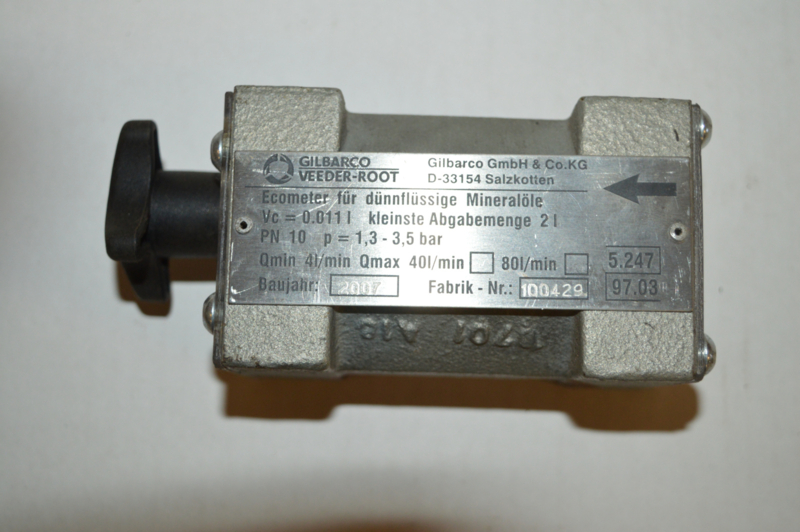 GILBARCO
VEEDER-ROOT
Gilbarco GmbH & Co.KG
D-33154 Salzkotten
Ecometer für dünnflüssige Mineralöle
Vc = 0.011 l kleinste Abgabemenge 2 l
PN 10 p = 1,3 - 3,5 bar
Qmin 4l/min Qmax 40l/min 80l/min 5.247
Baujahr: 2007 Fabrik - Nr.: 100429 97.03